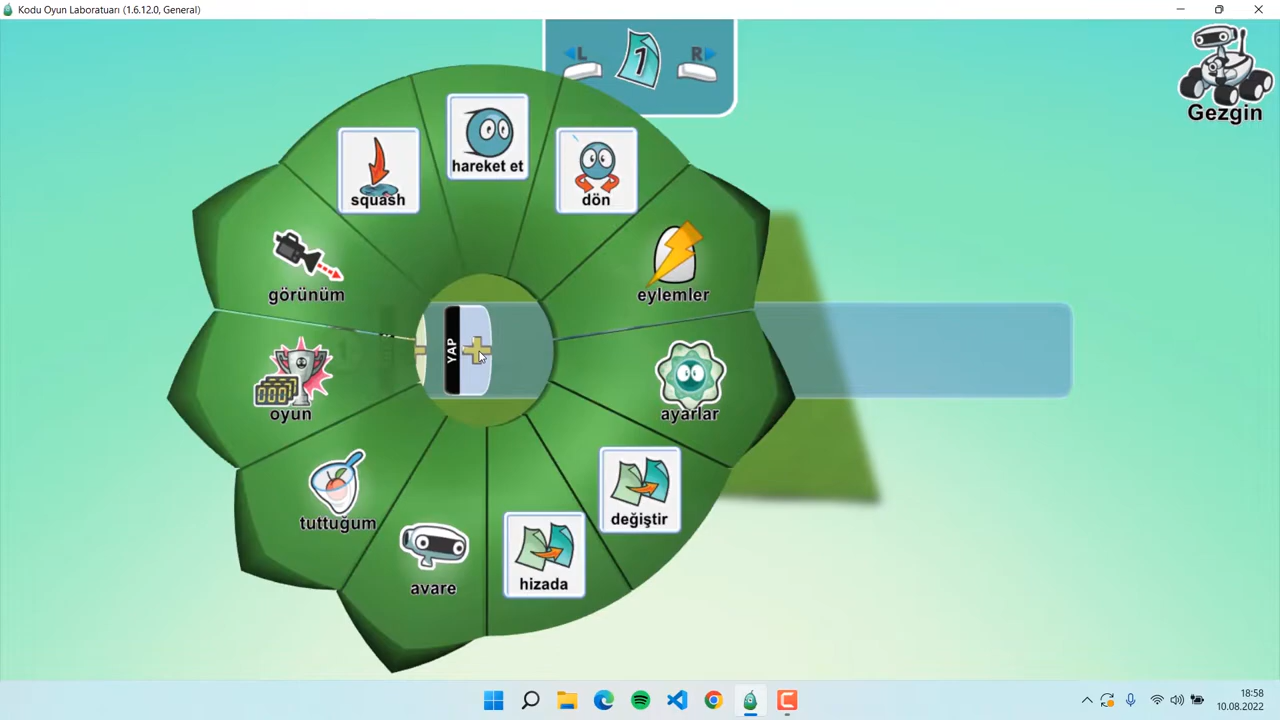 Kodu Oyun Laboratuarı (1.6.12.0, General)
L 1 R
Gezgin
hareket et
squash
dön
görünüm
eylemler
YAP
oyun
ayarlar
tuttuğum
değiştir
avare
hizada
18:58
10.08.2022